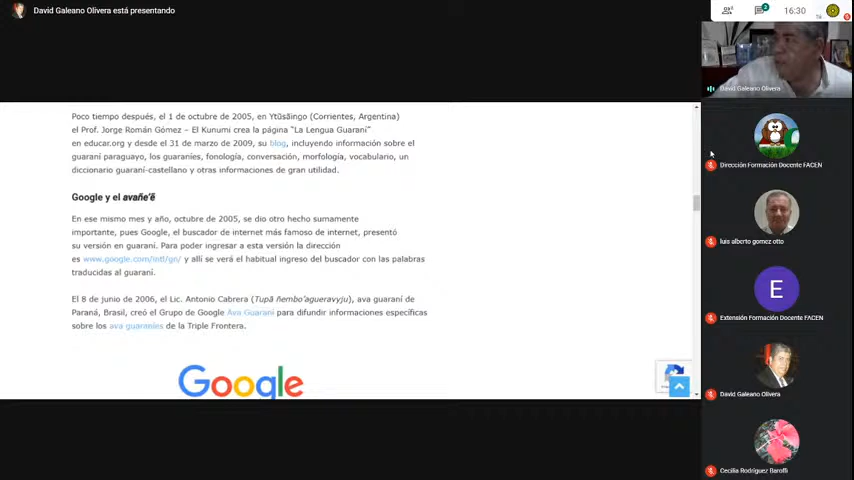 David Galeano Olivera está presentando
2
16:30
Tú
David Galeano Olivera
Poco tiempo después, el 1 de octubre de 2005, en Ytũsãingo (Corrientes, Argentina)
el Prof. Jorge Román Gómez – El Kunumi crea la página "La Lengua Guaraní"
en educar.org y desde el 31 de marzo de 2009, su blog, incluyendo información sobre el
guaraní paraguayo, los guaraníes, fonología, conversación, morfología, vocabulario, un
diccionario guaraní-castellano y otras informaciones de gran utilidad.
Google y el avañe'ẽ
En ese mismo mes y año, octubre de 2005, se dio otro hecho sumamente
importante, pues Google, el buscador de internet más famoso de internet, presentó
su versión en guaraní. Para poder ingresar a esta versión la dirección
es www.google.com/intl/gn/ y allí se verá el habitual ingreso del buscador con las palabras
traducidas al guaraní.
El 8 de junio de 2006, el Lic. Antonio Cabrera (Tupã ñembo'agueravyju), ava guaraní de
Paraná, Brasil, creó el Grupo de Google Ava Guaraní para difundir informaciones específicas
sobre los ava guaraníes de la Triple Frontera.
Google
Dirección Formación Docente FACEN
luis alberto gomez otto
E
Extensión Formación Docente FACEN
David Galeano Olivera
Cecilia Rodríguez Baroffi